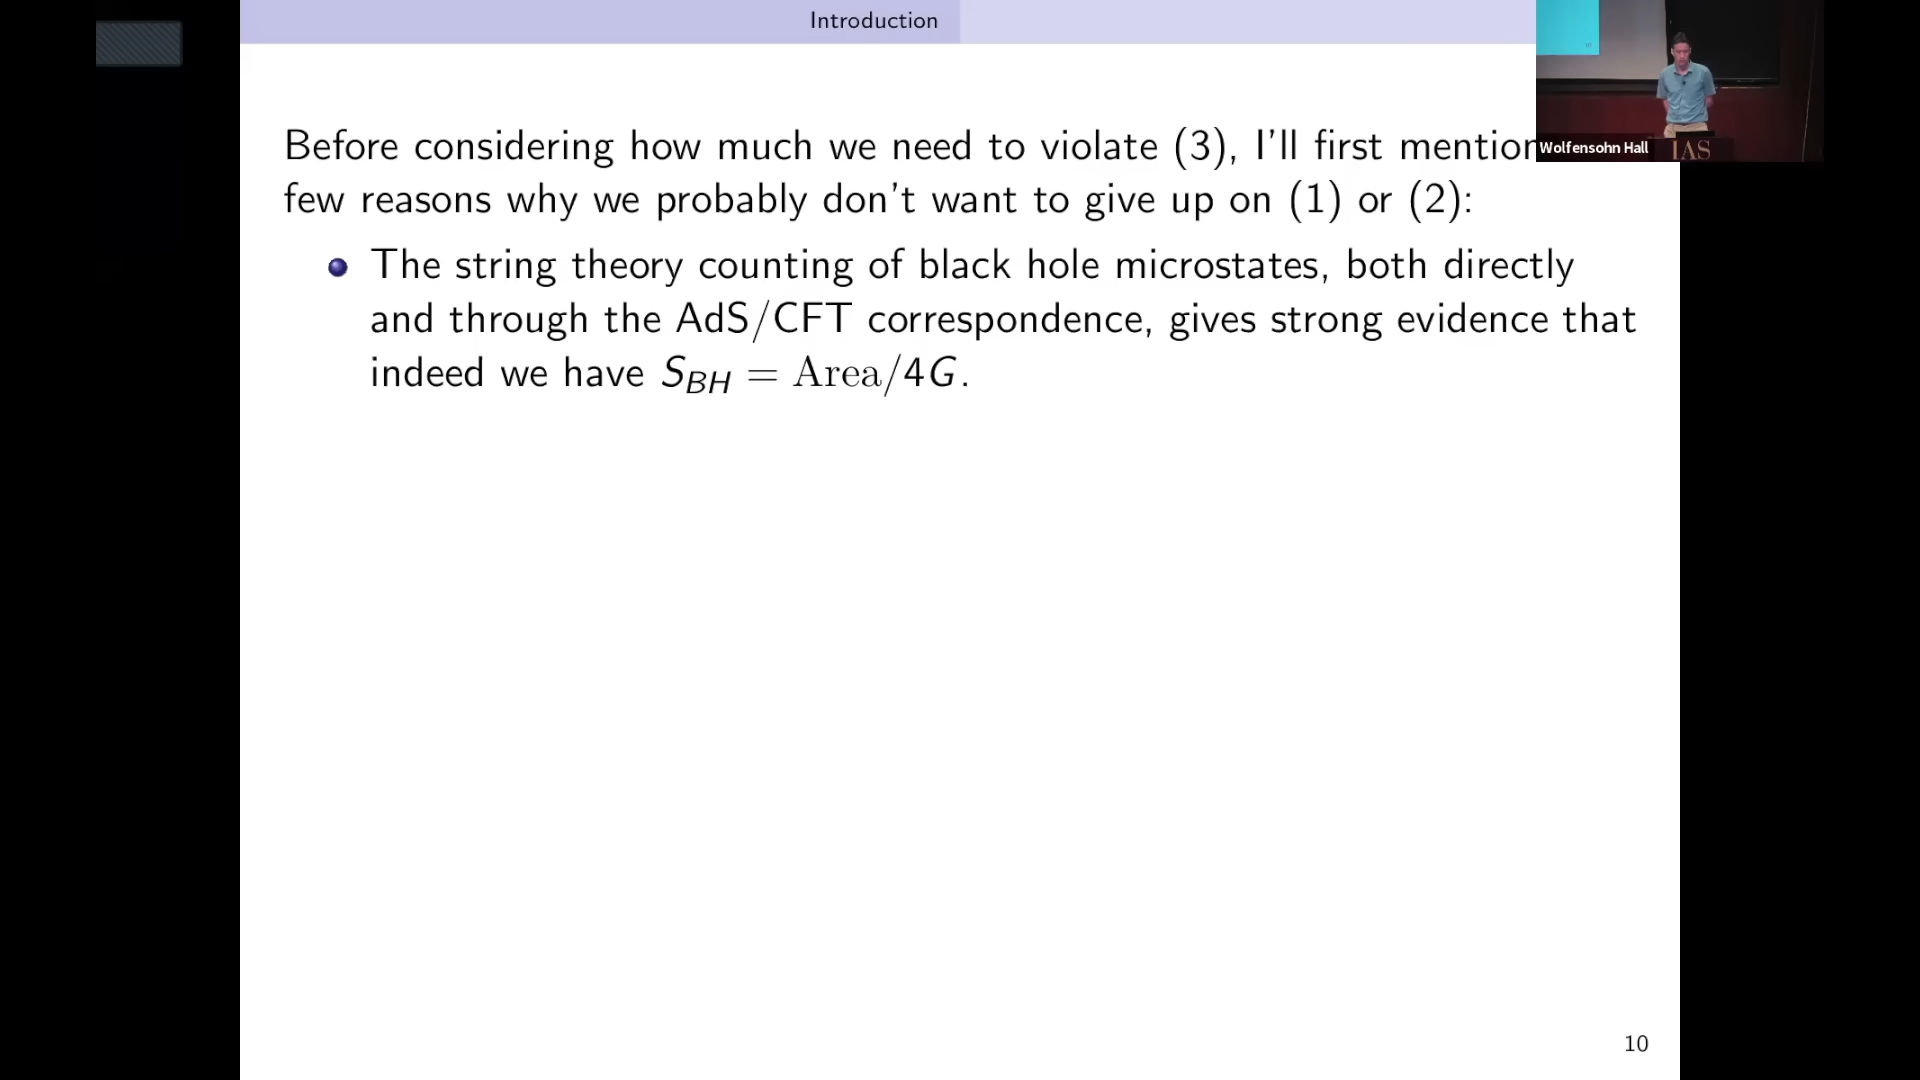 Introduction
Before considering how much we need to violate (3), I'll first mention
few reasons why we probably don't want to give up on (1) or (2):
The string theory counting of black hole microstates, both directly
and through the AdS/CFT correspondence, gives strong evidence that
indeed we have S_BH = Area/4G.
10
Wolfensohn Hall
IAS